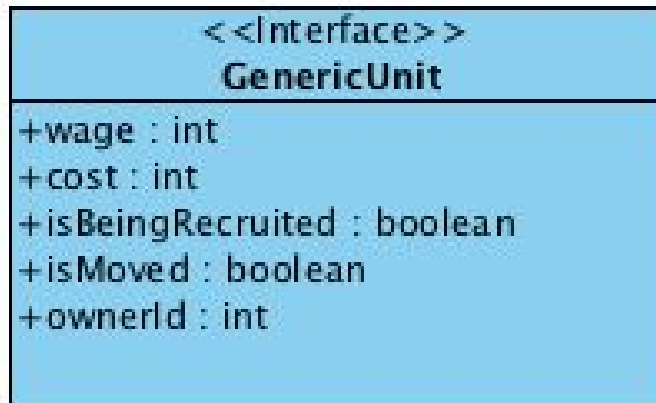 <<Interface>>
GenericUnit
+wage : int
+cost : int
+isBeingRecruited : boolean
+isMoved : boolean
+ownerId : int